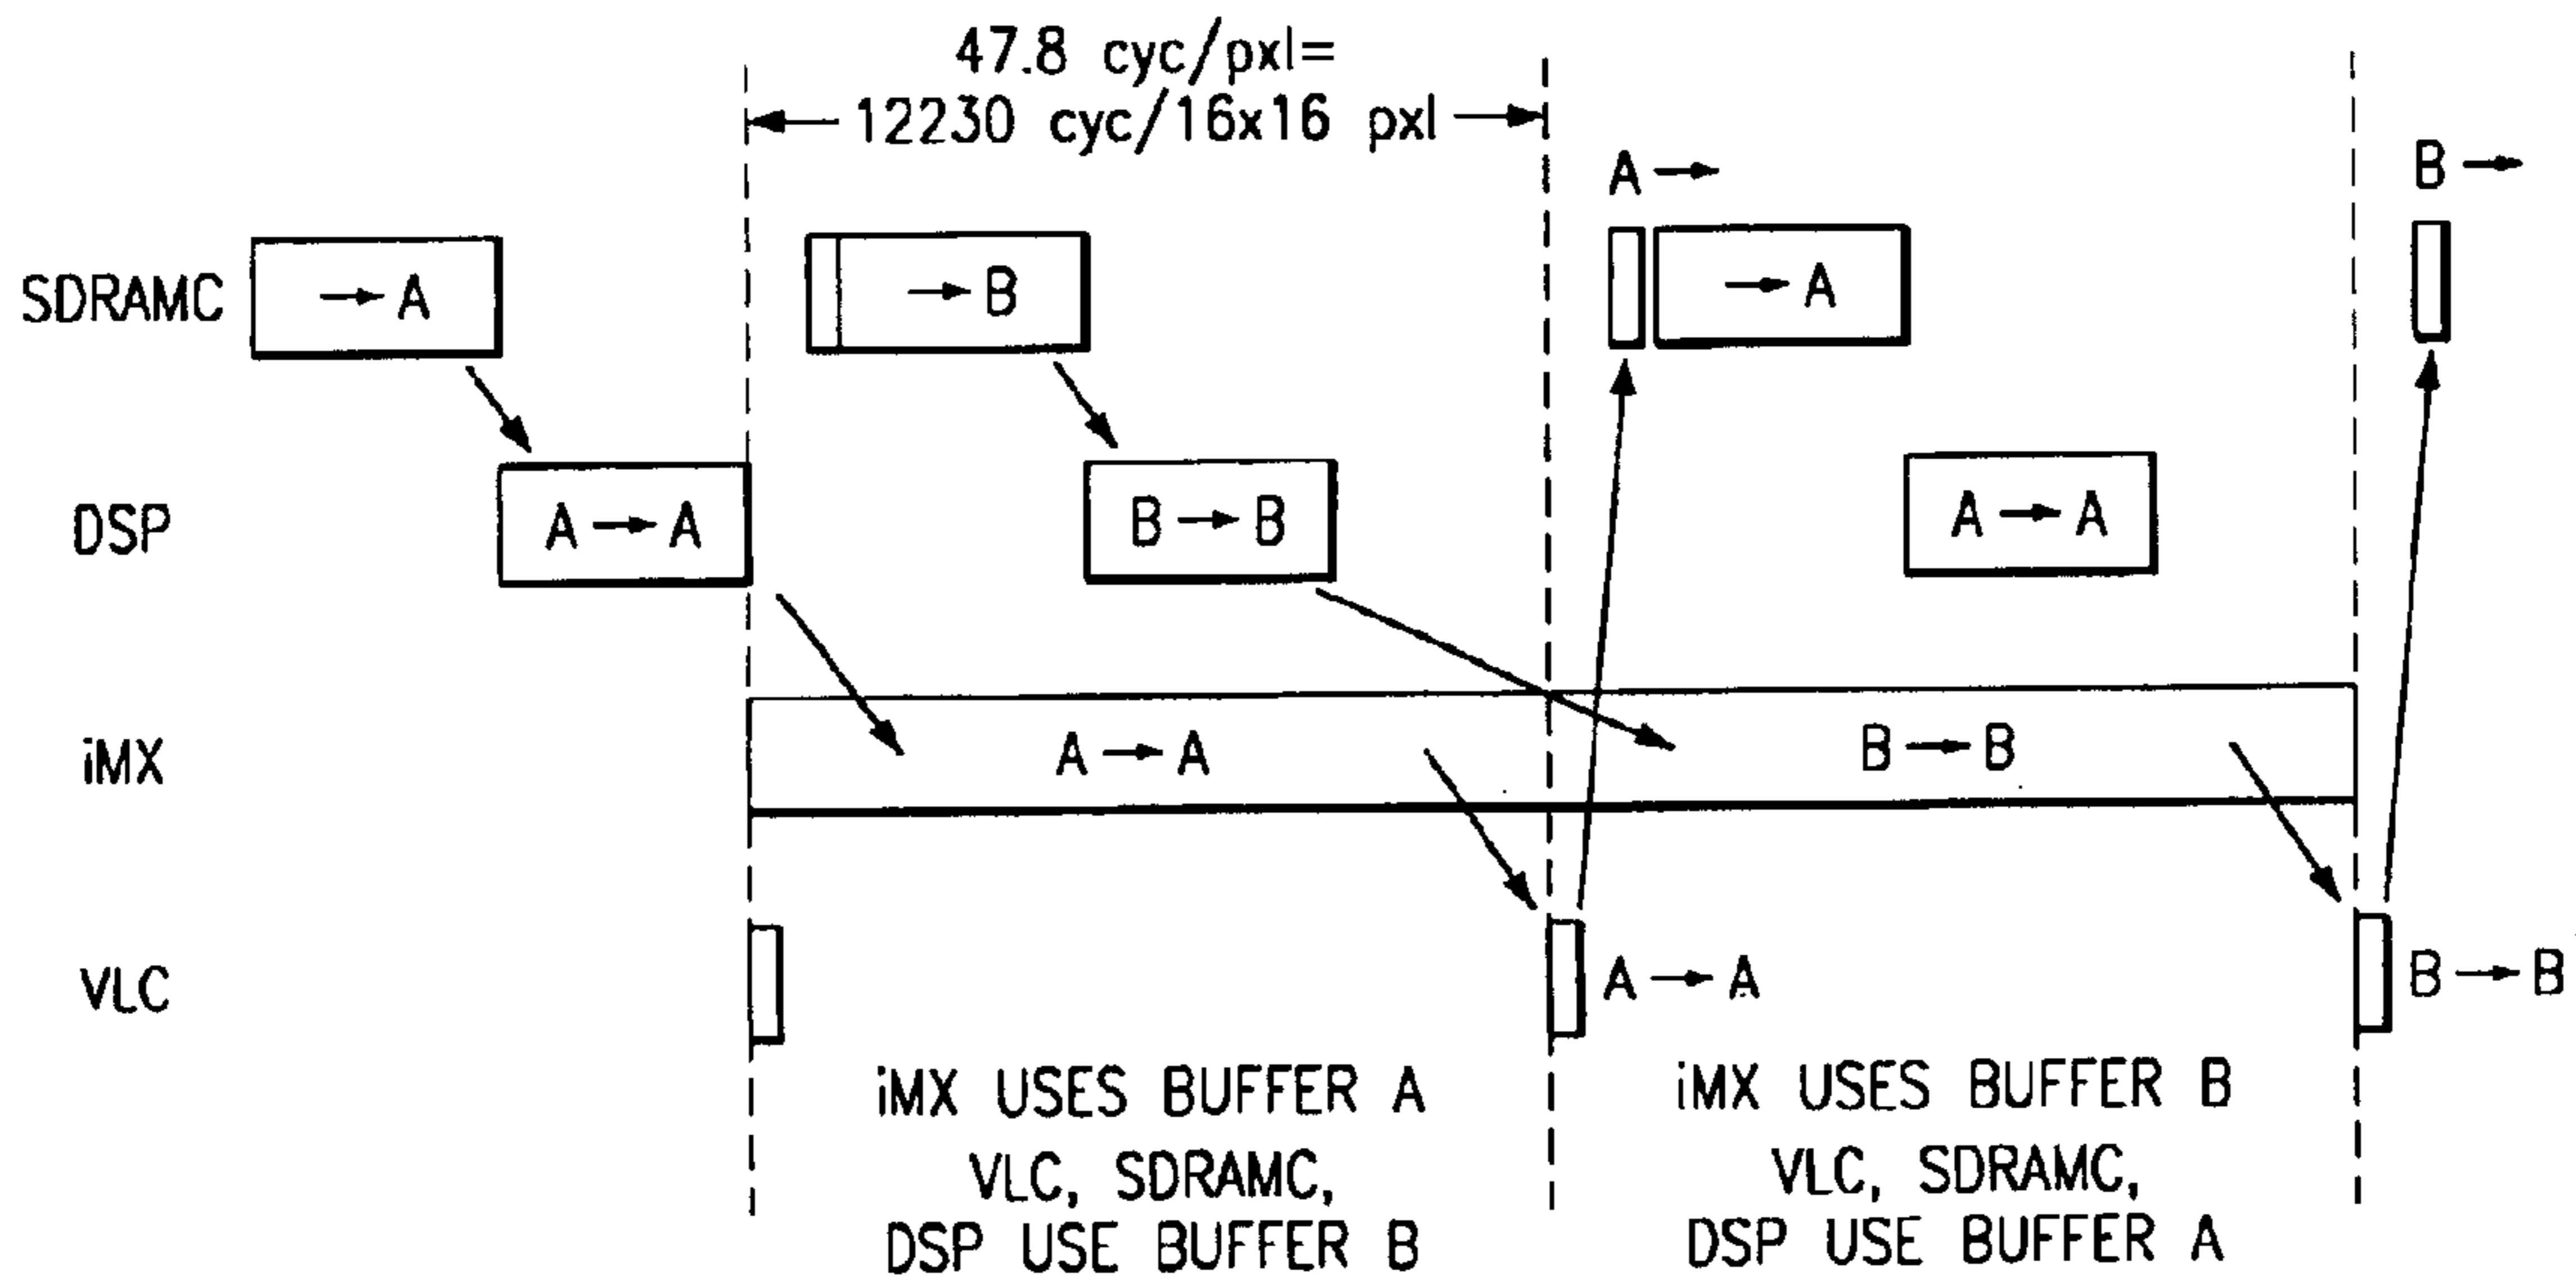 47.8 cyc/pxl=
12230 cyc/16x16 pxl
A →
B →
SDRAMC
→ A
→ B
→ A
DSP
A → A
B → B
A → A
iMX
A → A
B → B
VLC
A → A
B → B
iMX USES BUFFER A
VLC, SDRAMC,
DSP USE BUFFER B
iMX USES BUFFER B
VLC, SDRAMC,
DSP USE BUFFER A